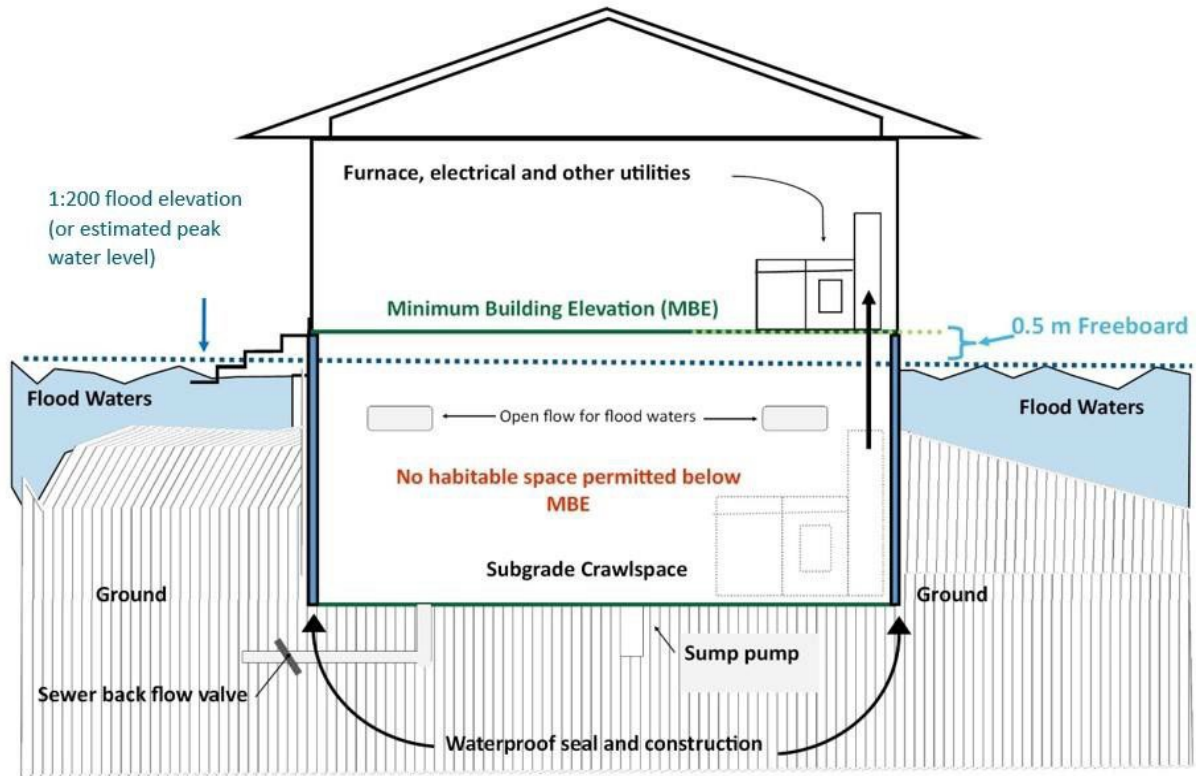 Furnace, electrical and other utilities
1:200 flood elevation
(or estimated peak
water level)
Minimum Building Elevation (MBE)
0.5 m Freeboard
Flood Waters
Open flow for flood waters
Flood Waters
No habitable space permitted below
MBE
Subgrade Crawlspace
Ground
Ground
Sump pump
Sewer back flow valve
Waterproof seal and construction